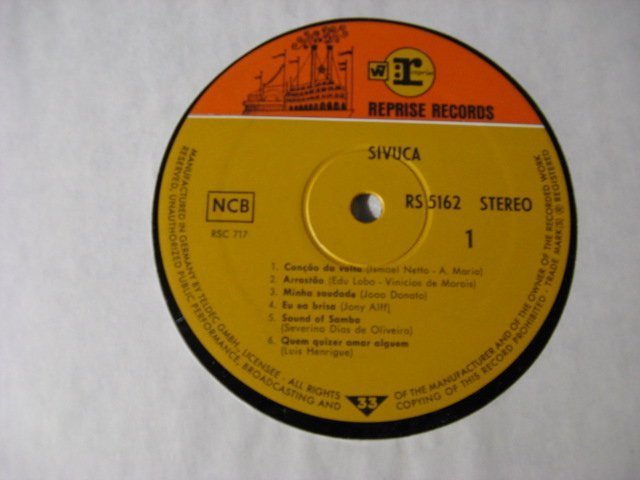 W
r
REPRISE RECORDS
SIVUCA
NCB
RS 5162 STEREO
RSC 717
1
1. Canção da volta (Ismael Netto - A. Maria)
2. Arrastão (Edu Lobo - Vinicios de Morais)
3. Minha saudade (Joao Donato)
4. Eu ea brisa (Jony Alff)
5. Sound of Samba
(Severino Dias de Oliveira)
6. Quem quizer amar alguem
(Luis Henrigue)
MANUFACTURED IN GERMANY BY TELDEC GMBH, LICENSEE · ALL RIGHTS
RESERVED, UNAUTHORIZED PUBLIC PERFORMANCE, BROADCASTING AND
33
OF THE MANUFACTURER AND OF THE OWNER OF THE RECORDED WORK
COPYING OF THIS RECORD PROHIBITED · TRADE MARK(S) ® REGISTERED